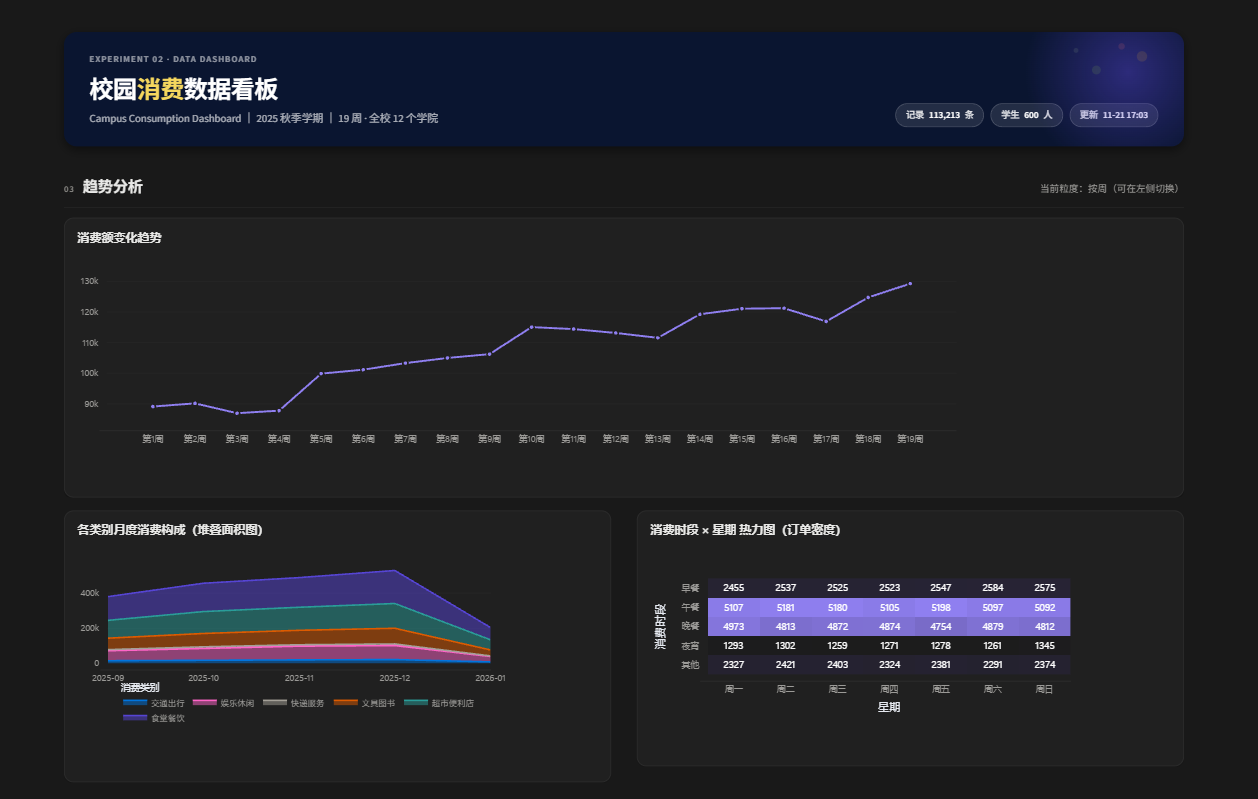 EXPERIMENT 02 · DATA DASHBOARD
校园消费数据看板
Campus Consumption Dashboard | 2025 秋季学期 | 19 周 · 全校 12 个学院
记录 113,213 条 学生 600 人 更新 11-21 17:03
03 趋势分析
当前粒度：按周（可在左侧切换）
消费额变化趋势
130k
120k
110k
100k
90k
第1周 第2周 第3周 第4周 第5周 第6周 第7周 第8周 第9周 第10周 第11周 第12周 第13周 第14周 第15周 第16周 第17周 第18周 第19周
各类别月度消费构成（堆叠面积图）
400k
200k
0
2025-09 2025-10 2025-11 2025-12 2026-01
消费类别
交通出行 娱乐休闲 快递服务 文具图书 超市便利店
食堂餐饮
消费时段 × 星期 热力图（订单密度）
消费时段
早餐 2455 2537 2525 2523 2547 2584 2575
午餐 5107 5181 5180 5105 5198 5097 5092
晚餐 4973 4813 4872 4874 4754 4879 4812
夜宵 1293 1302 1259 1271 1278 1261 1345
其他 2327 2421 2403 2324 2381 2291 2374
周一 周二 周三 周四 周五 周六 周日
星期